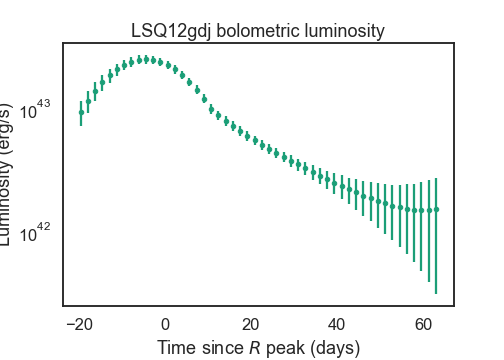 LSQ12gdj bolometric luminosity
Luminosity (erg/s)
10^43
10^42
−20 0 20 40 60
Time since R peak (days)